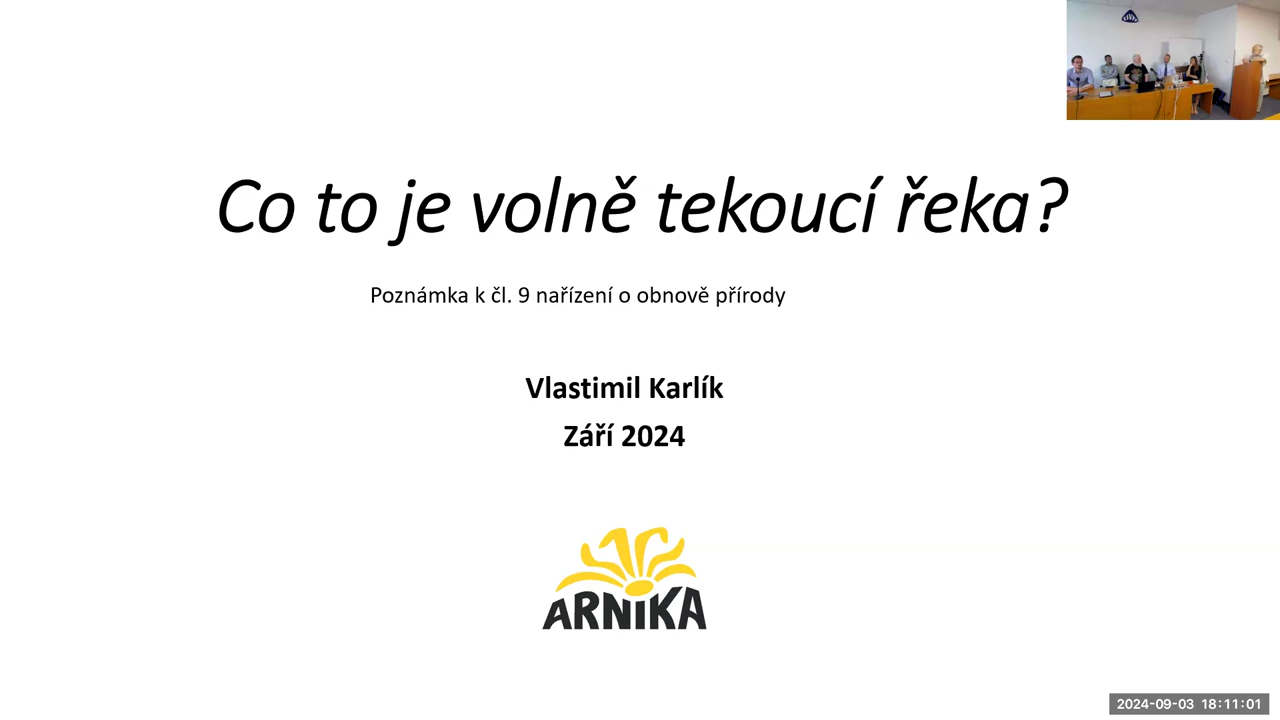 Co to je volně tekoucí řeka?
Poznámka k čl. 9 nařízení o obnově přírody
Vlastimil Karlík
Září 2024
ARNIKA
2024-09-03 18:11:01